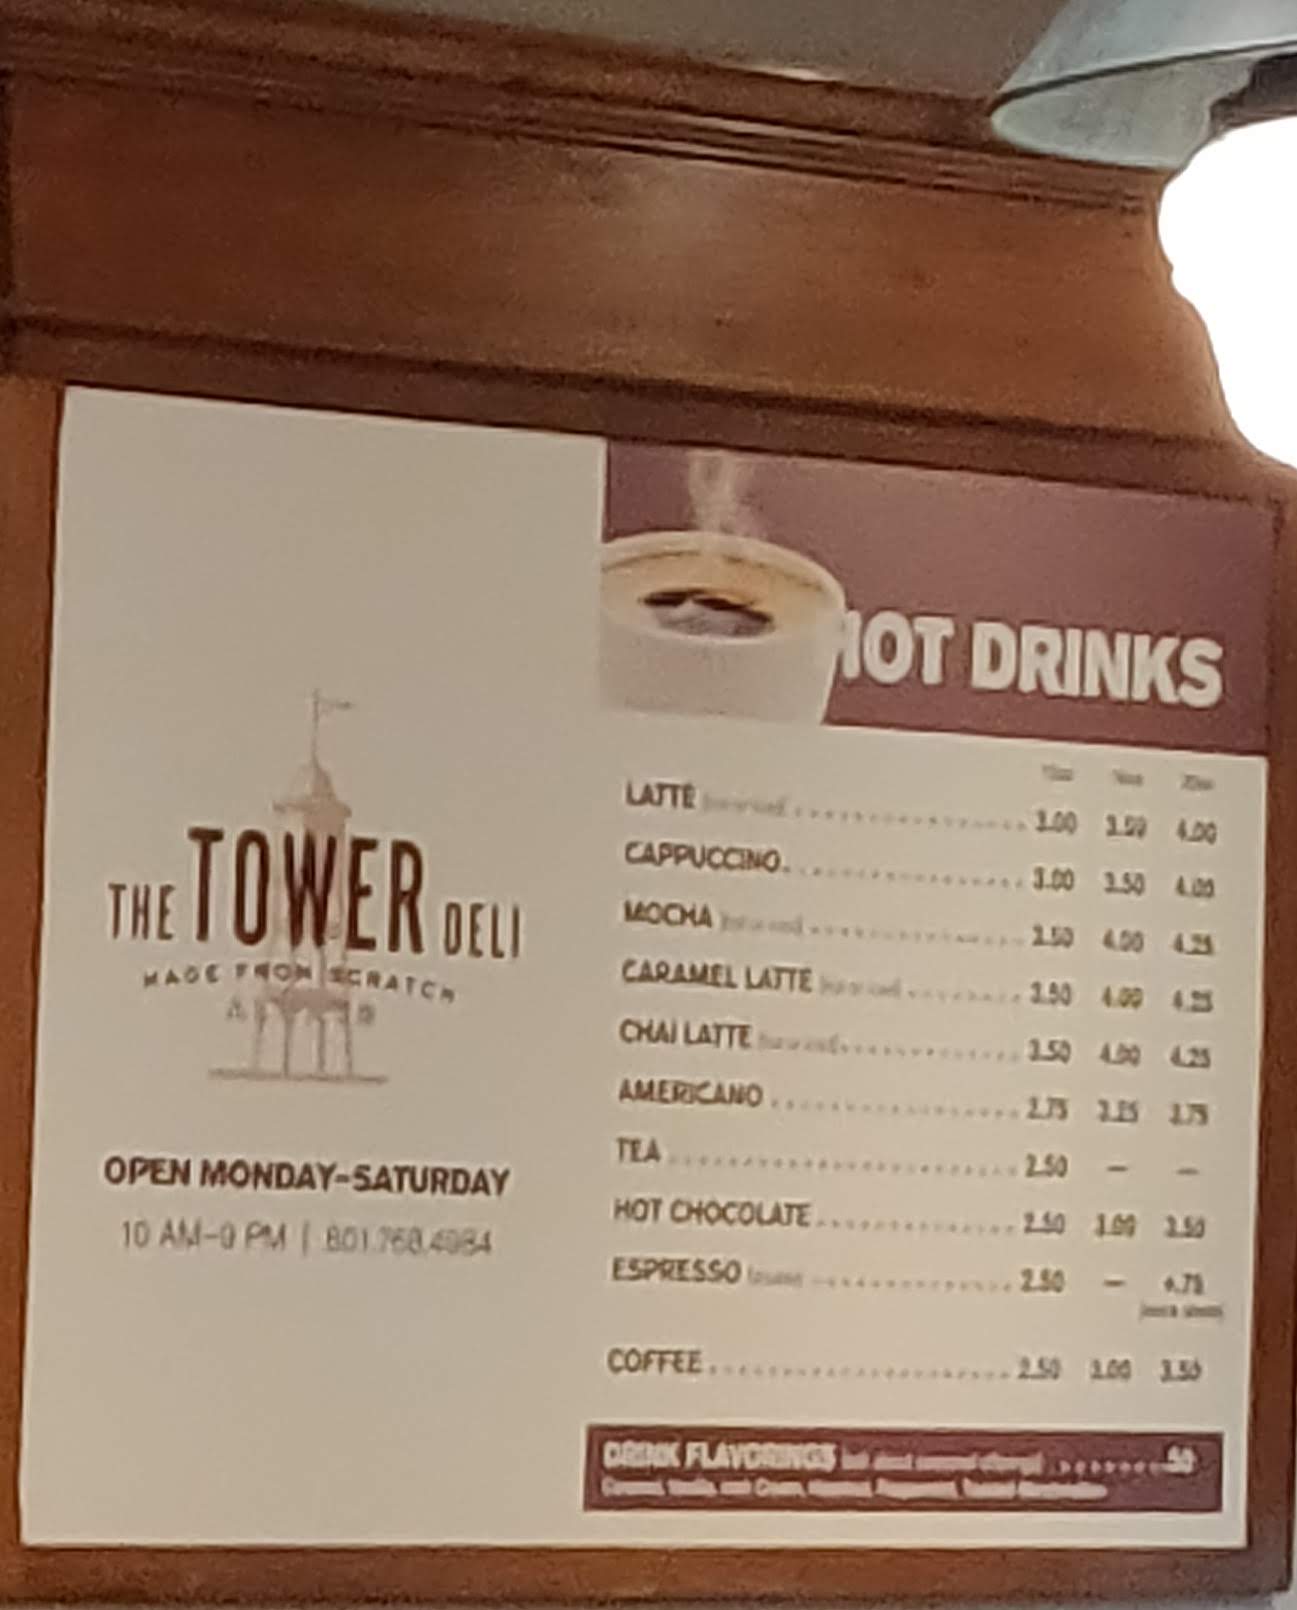 THE TOWER DELI
MADE FROM SCRATCH
OPEN MONDAY-SATURDAY
10 AM-9 PM | 801.768.4984
HOT DRINKS
LATTE 3.00 3.50 4.00
CAPPUCCINO 3.00 3.50 4.00
MOCHA 3.50 4.00 4.25
CARAMEL LATTE 3.50 4.00 4.25
CHAI LATTE 3.50 4.00 4.25
AMERICANO 2.75 3.25 3.75
TEA 2.50 — —
HOT CHOCOLATE 2.50 3.00 3.50
ESPRESSO 2.50 —
COFFEE 2.50 3.00 3.50
DRINK FLAVORINGS .50